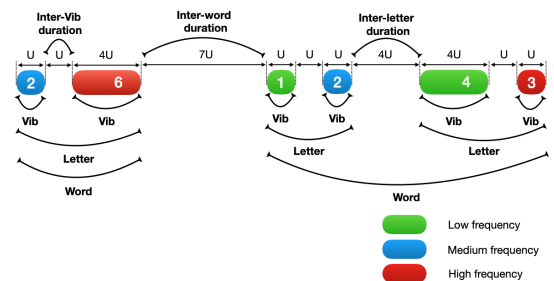 Inter-Vib
duration
Inter-word
duration
Inter-letter
duration
U U 4U 7U U U U 4U 4U U U
2 6 1 2 4 3
Vib Vib Vib Vib Vib Vib
Letter Letter Letter
Word Word
Low frequency
Medium frequency
High frequency